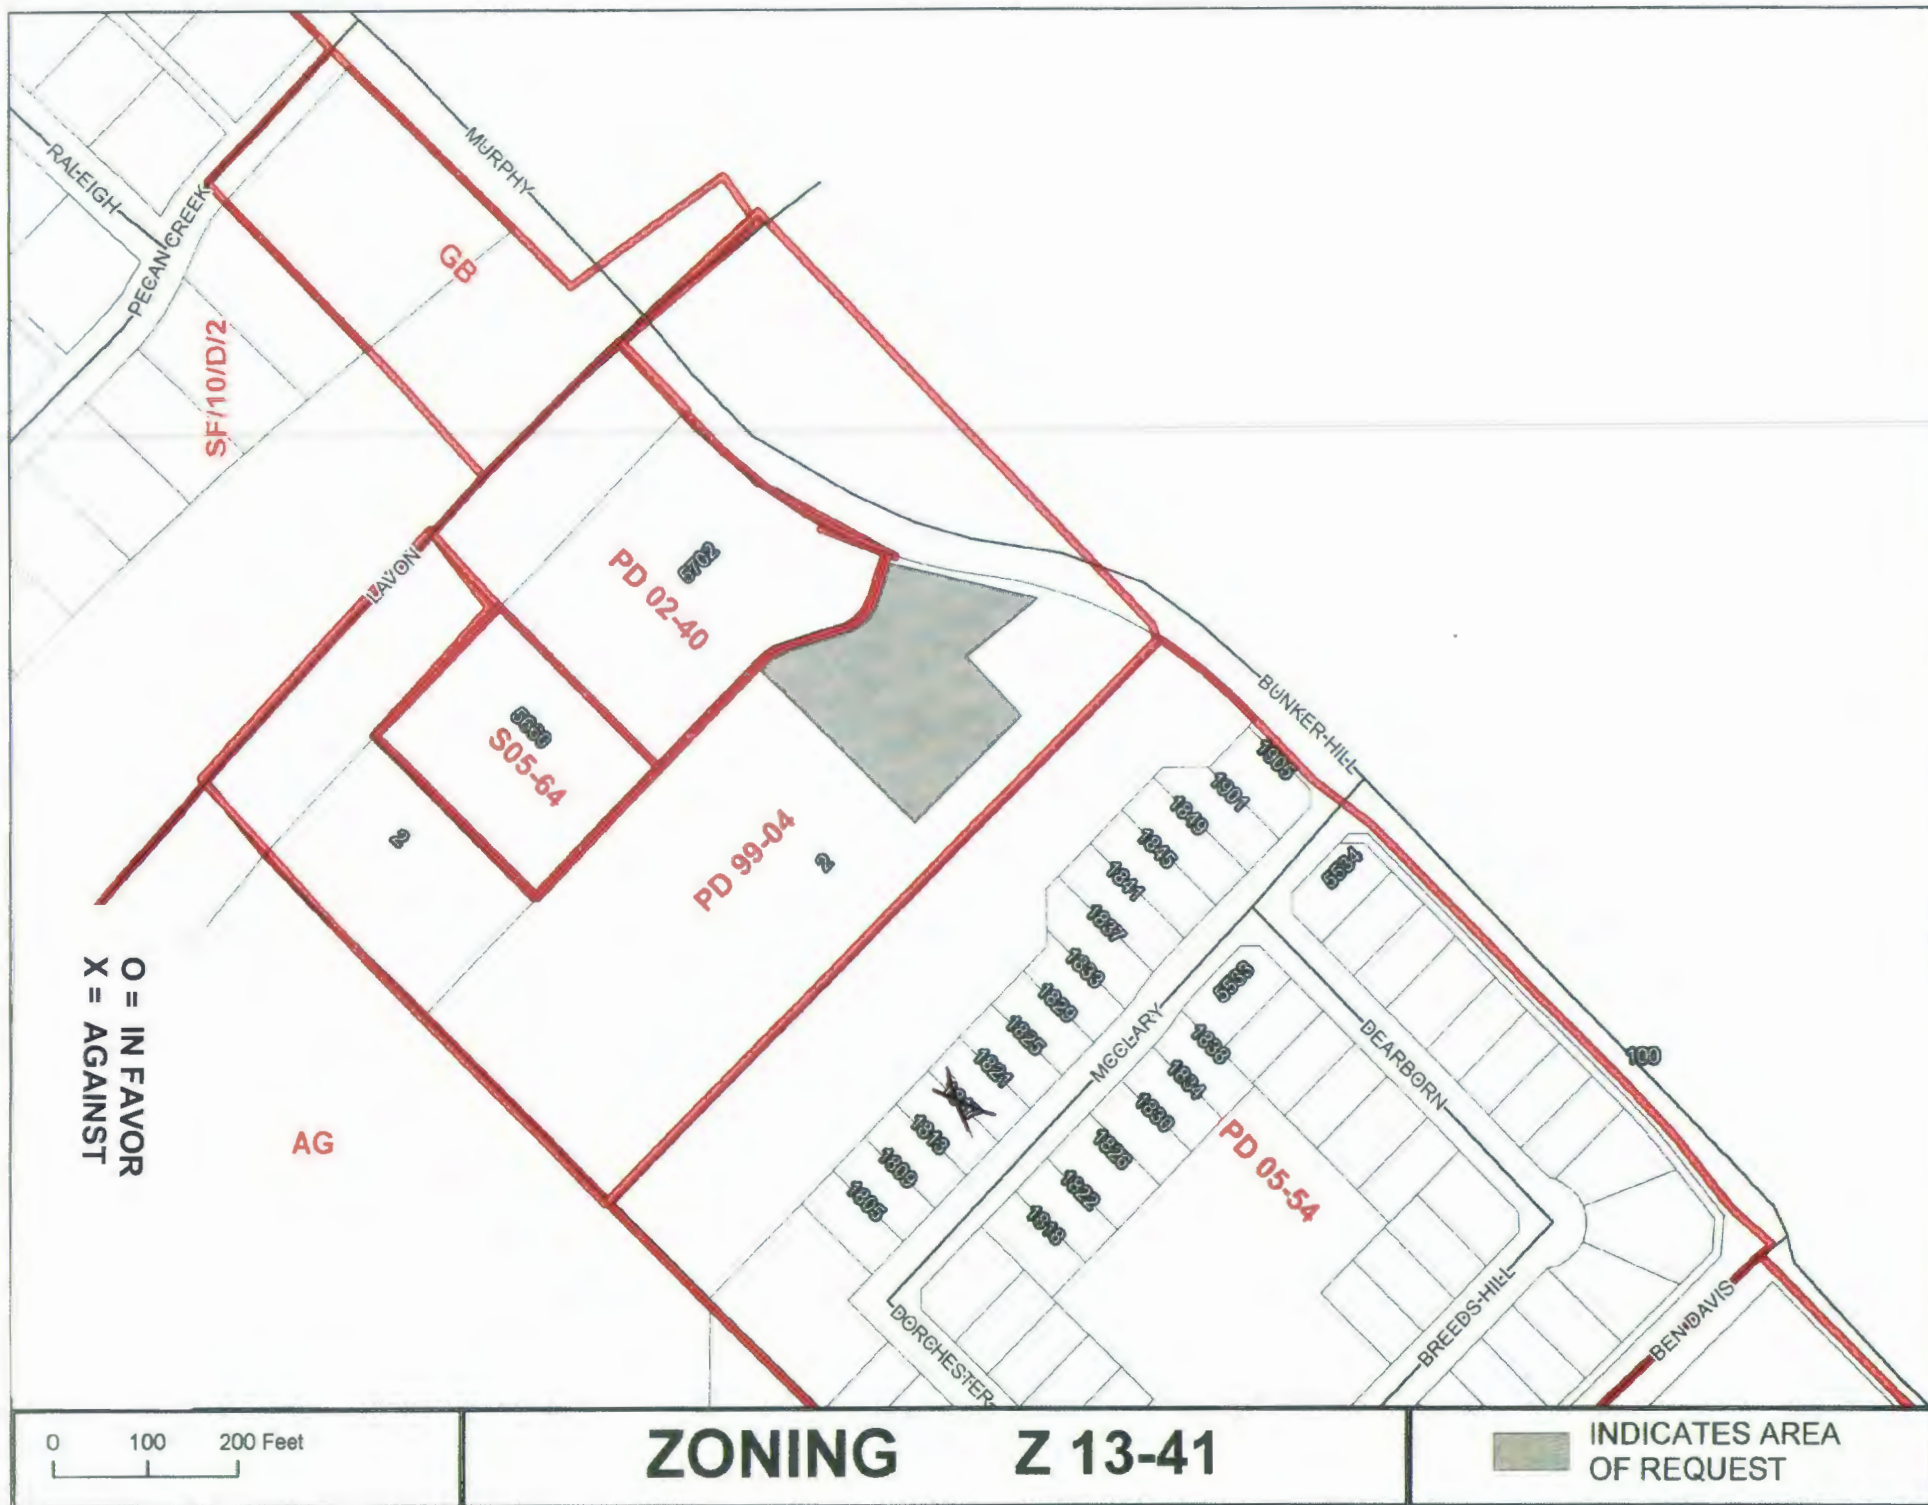 MURPHY
RALEIGH
PECAN CREEK
GB
SF/10/D/2
LAVON
5702
PD 02-40
5660
S05-64
2
PD 99-04
2
BUNKER HILL
1905
1901
1849
1845
1841
1837
1833
1829
1825
1821
1813
1809
1805
5534
5533
MCCLARY
DEARBORN
1838
1834
1830
1826
1822
1818
PD 05-54
100
BREEDS HILL
BEN DAVIS
DORCHESTER
AG
O = IN FAVOR
X = AGAINST
0 100 200 Feet
ZONING Z 13-41
INDICATES AREA
OF REQUEST